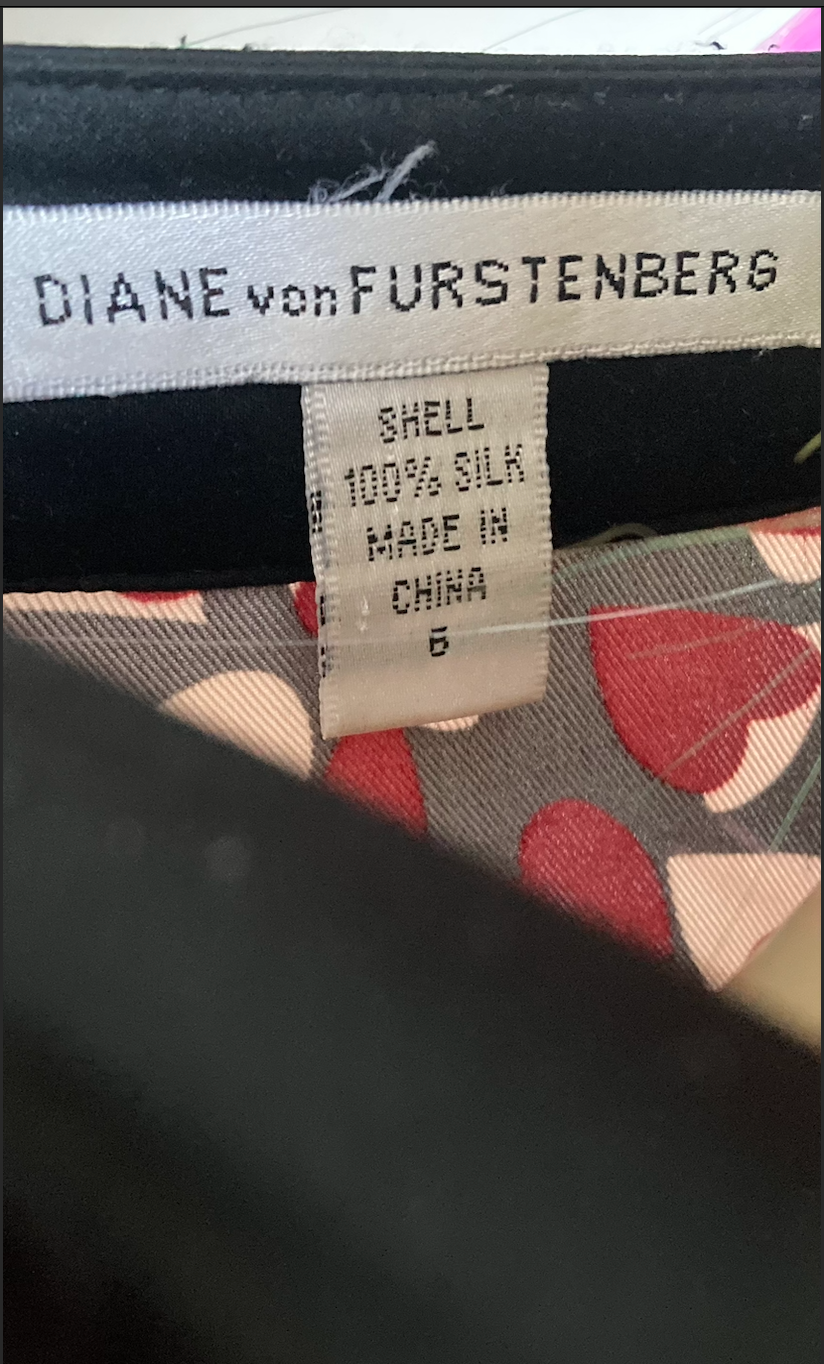 DIANE von FURSTENBERG
SHELL
100% SILK
MADE IN
CHINA
6